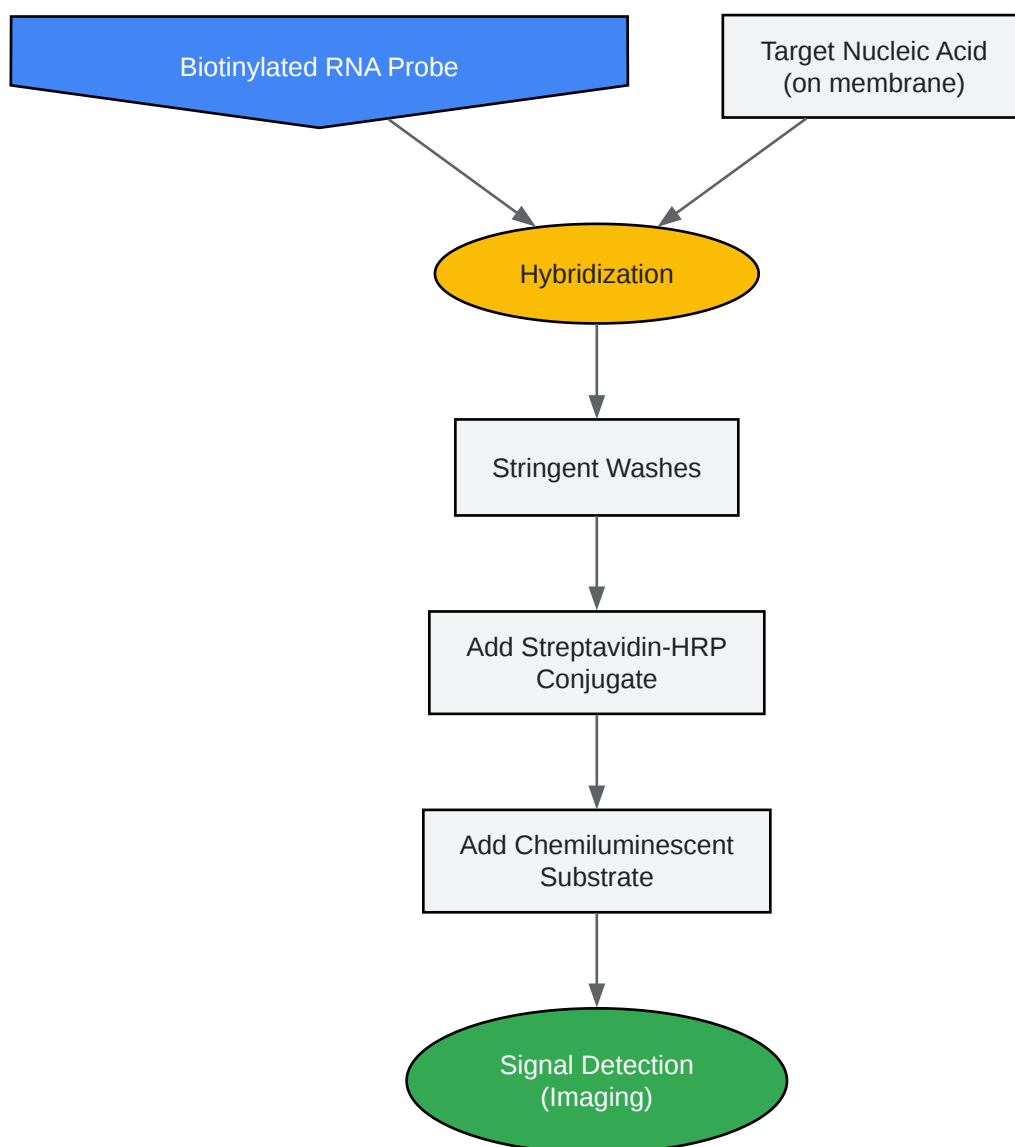 Biotinylated RNA Probe
Target Nucleic Acid
(on membrane)
Hybridization
Stringent Washes
Add Streptavidin-HRP
Conjugate
Add Chemiluminescent
Substrate
Signal Detection
(Imaging)